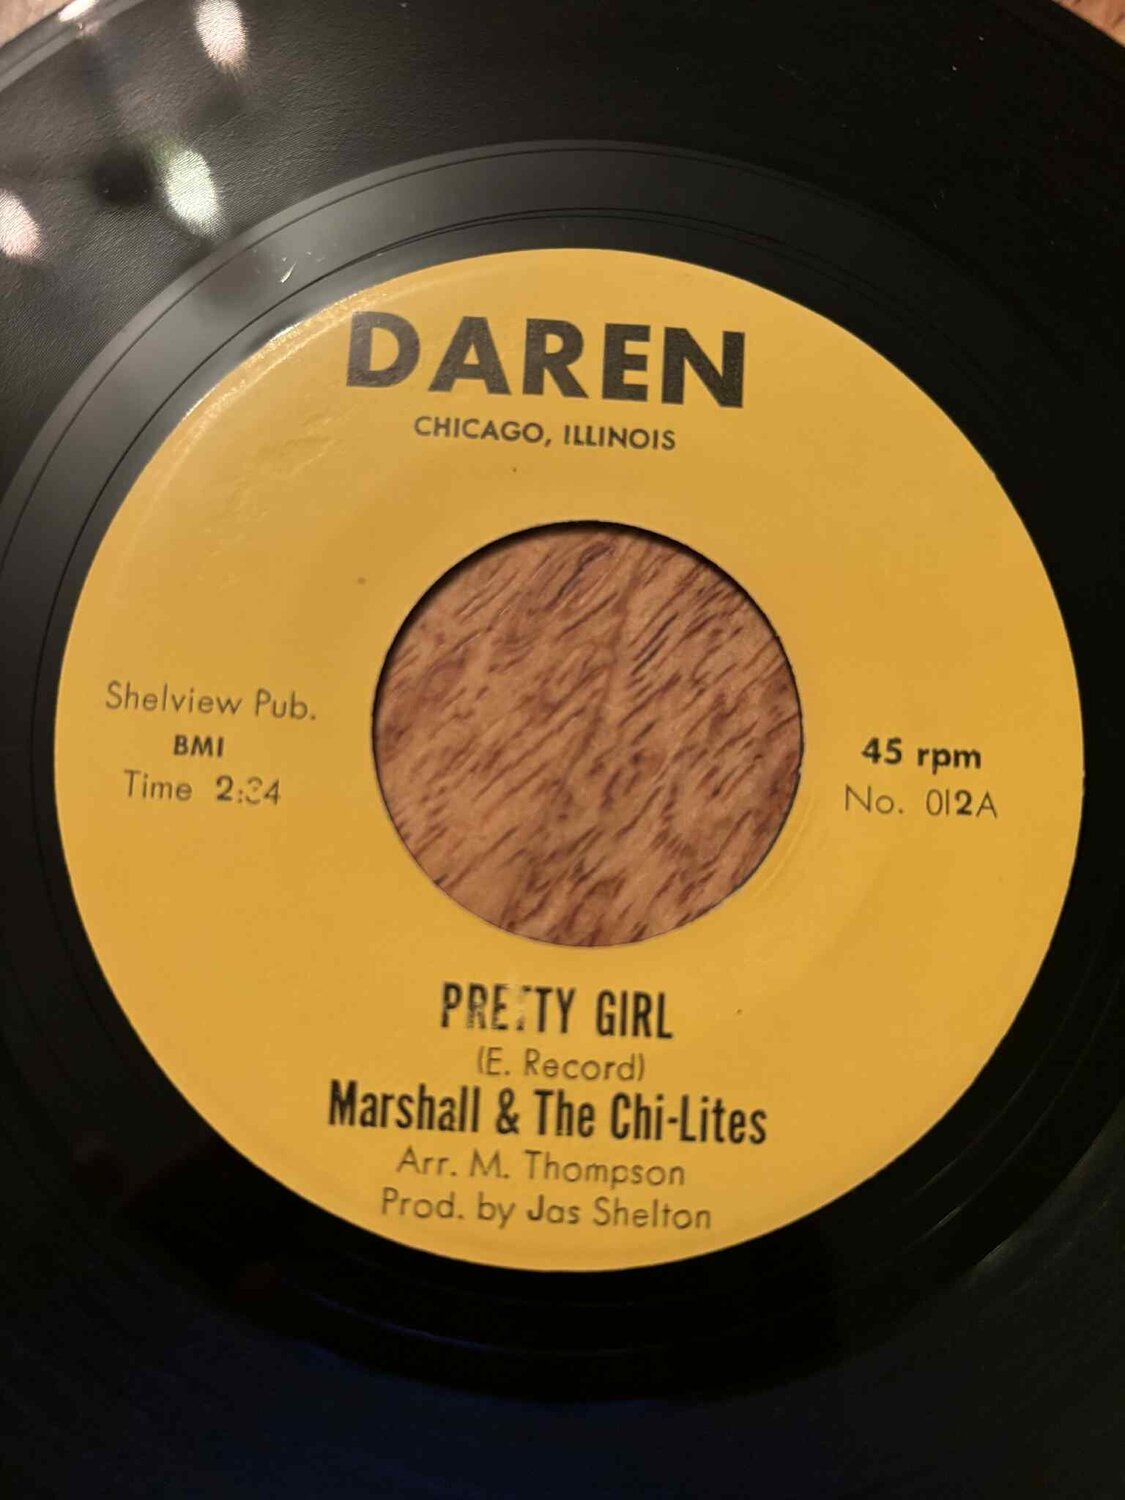 DAREN
CHICAGO, ILLINOIS
Shelview Pub.
BMI
Time 2:34
45 rpm
No. 012A
PRETTY GIRL
(E. Record)
Marshall & The Chi-Lites
Arr. M. Thompson
Prod. by Jas Shelton